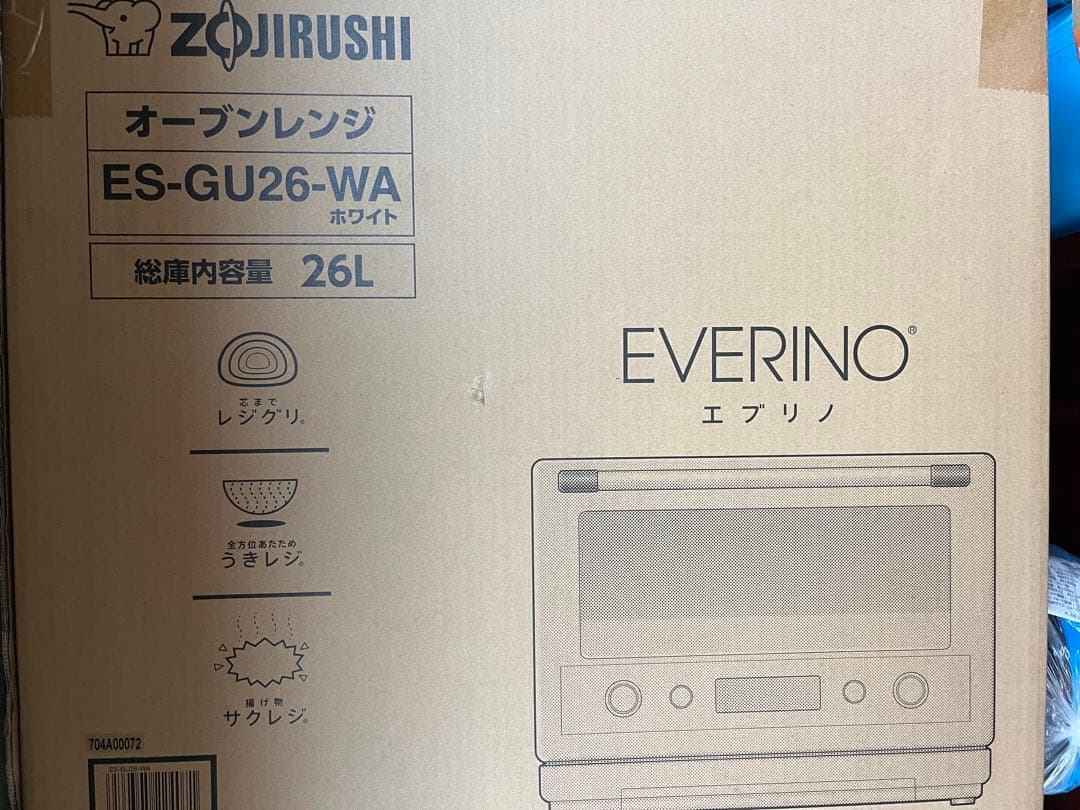 ZOJIRUSHI
オーブンレンジ
ES-GU26-WA
ホワイト
総庫内容量 26L
EVERINO®
エブリノ
芯まで
レジグリ。
全方位あたため
うきレジ。
揚げ物
サクレジ。
704A00072
ES-GU26-WA